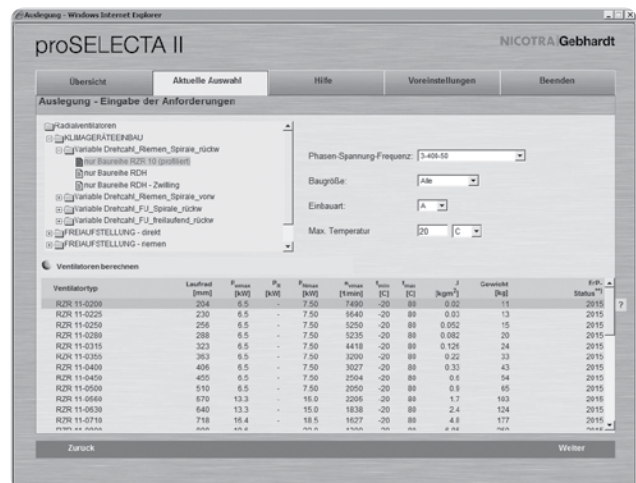 Auslegung - Windows Internet Explorer
proSELECTA II
NICOTRA Gebhardt
Übersicht Aktuelle Auswahl Hilfe Voreinstellungen Beenden
Auslegung - Eingabe der Anforderungen
Radialventilatoren
KLIMAGERÄTEEINBAU
Variable Drehzahl_Riemen_Spirale_rückw
nur Baureihe RZR 10 (profiliert)
nur Baureihe RDH
nur Baureihe RDH - Zwilling
Variable Drehzahl_Riemen_Spirale_vorw
Variable Drehzahl_FU_Spirale_rückw
Variable Drehzahl_FU_freilaufend_rückw
FREIAUFSTELLUNG - direkt
FREIAUFSTELLUNG - riemen
Phasen-Spannung-Frequenz: 3-400-50
Baugröße: Alle
Einbauart: A
Max. Temperatur 20 C
Ventilatoren berechnen
Ventilatortyp Laufrad [mm] [kW] [kW] [kW] [1/min] [C] [C] J [kgm²] Gewicht [kg] ErP. Status**)
RZR 11-0200 204 6.5 - 7.50 7490 -20 80 0.02 11 2015
RZR 11-0225 230 6.5 - 7.50 6640 -20 80 0.03 13 2015
RZR 11-0250 256 6.5 - 7.50 5250 -20 80 0.052 15 2015
RZR 11-0280 288 6.5 - 7.50 5235 -20 80 0.082 20 2015
RZR 11-0315 323 6.5 - 7.50 4418 -20 80 0.126 24 2015
RZR 11-0355 363 6.5 - 7.50 3200 -20 80 0.22 33 2015
RZR 11-0400 406 6.5 - 7.50 3027 -20 80 0.33 43 2015
RZR 11-0450 455 6.5 - 7.50 2504 -20 80 0.6 54 2015
RZR 11-0500 510 6.5 - 7.50 2050 -20 80 0.9 65 2015
RZR 11-0560 570 13.3 - 15.0 2206 -20 80 1.7 103 2015
RZR 11-0630 640 13.3 - 15.0 1838 -20 80 2.4 124 2015
RZR 11-0710 718 16.4 - 18.5 1627 -20 80 4.8 177 2015
?
Zurück Weiter